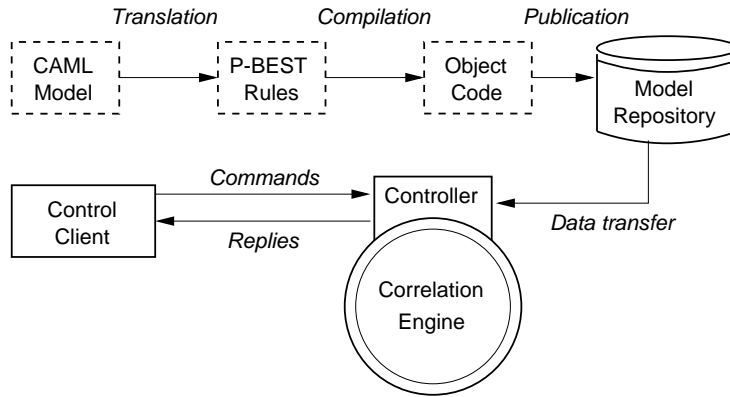 Translation
Compilation
Publication
CAML
Model
P-BEST
Rules
Object
Code
Model
Repository
Commands
Replies
Control
Client
Controller
Data transfer
Correlation
Engine